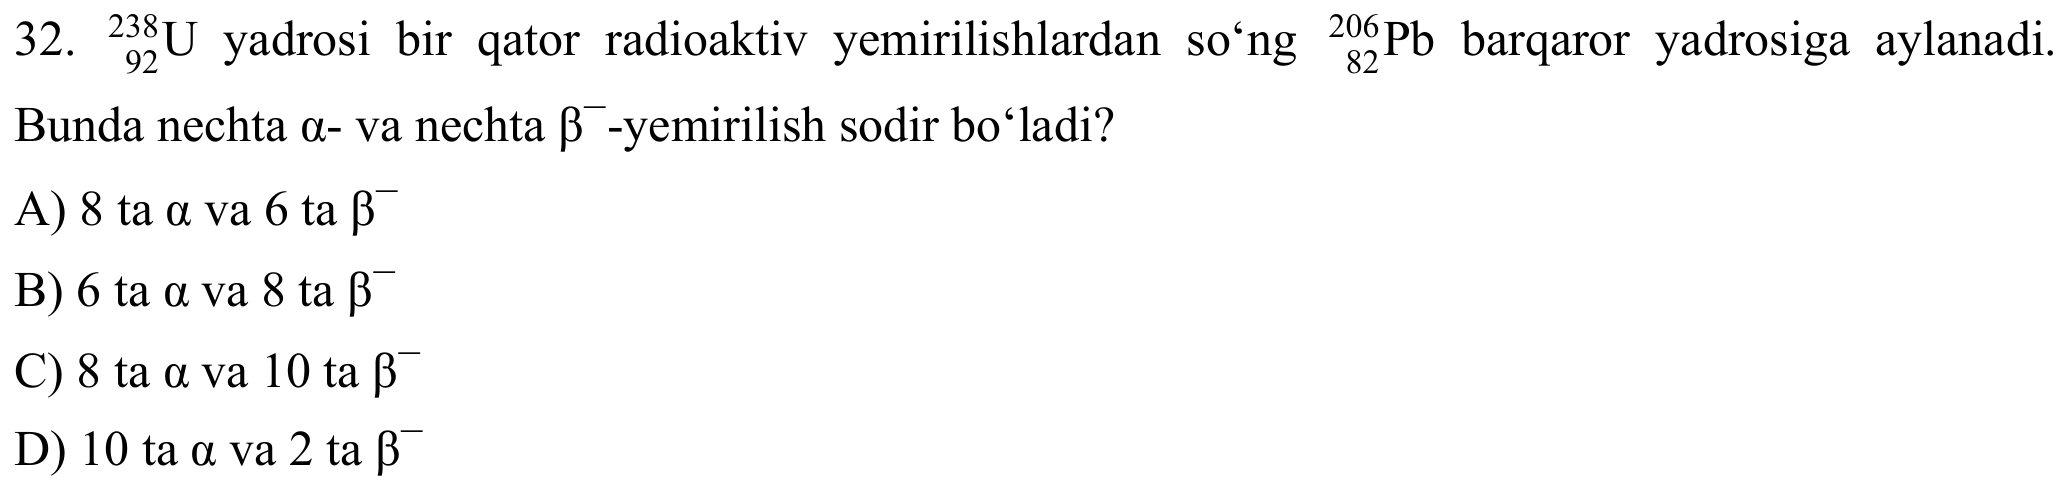 32. ²³⁸₉₂U yadrosi bir qator radioaktiv yemirilishlardan so‘ng ²⁰⁶₈₂Pb barqaror yadrosiga aylanadi.
Bunda nechta α- va nechta β⁻-yemirilish sodir bo‘ladi?
A) 8 ta α va 6 ta β⁻
B) 6 ta α va 8 ta β⁻
C) 8 ta α va 10 ta β⁻
D) 10 ta α va 2 ta β⁻